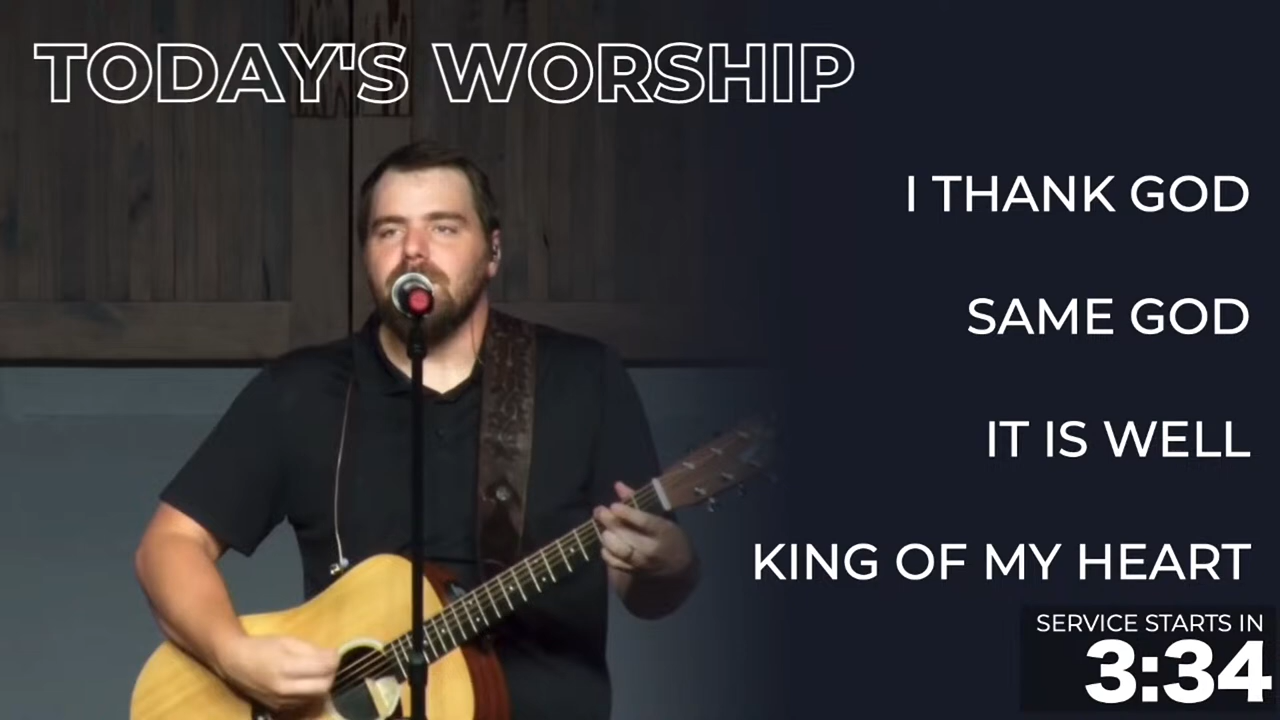 TODAY'S WORSHIP
I THANK GOD
SAME GOD
IT IS WELL
KING OF MY HEART
SERVICE STARTS IN
3:34